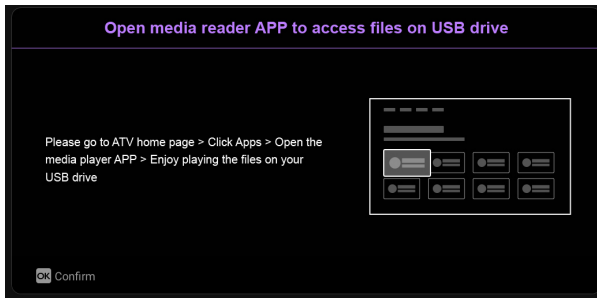 Open media reader APP to access files on USB drive
Please go to ATV home page > Click Apps > Open the
media player APP > Enjoy playing the files on your
USB drive
OK Confirm